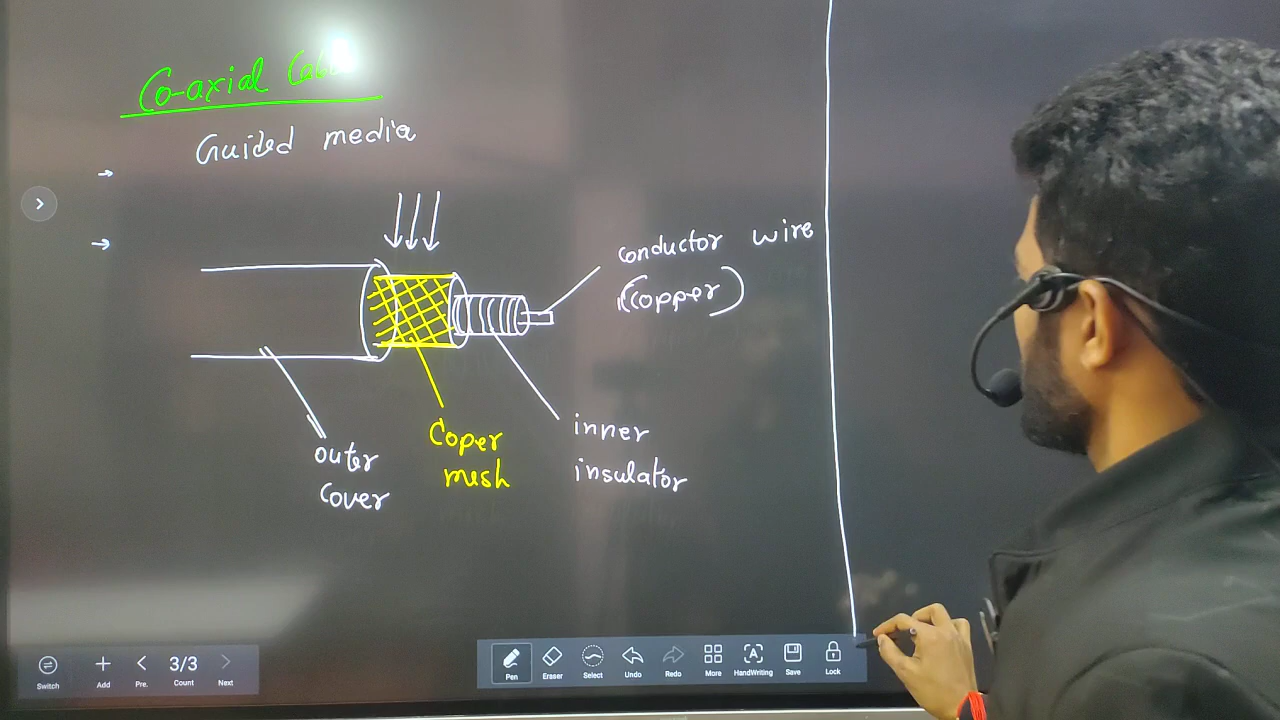 Co-axial
Guided media
conductor wire
(Copper)
Coper
mesh
inner
insulator
outer
cover
3/3
Switch
Add
Pre.
Count
Next
Pen
Eraser
Select
Undo
Redo
More
HandWriting
Save
Lock